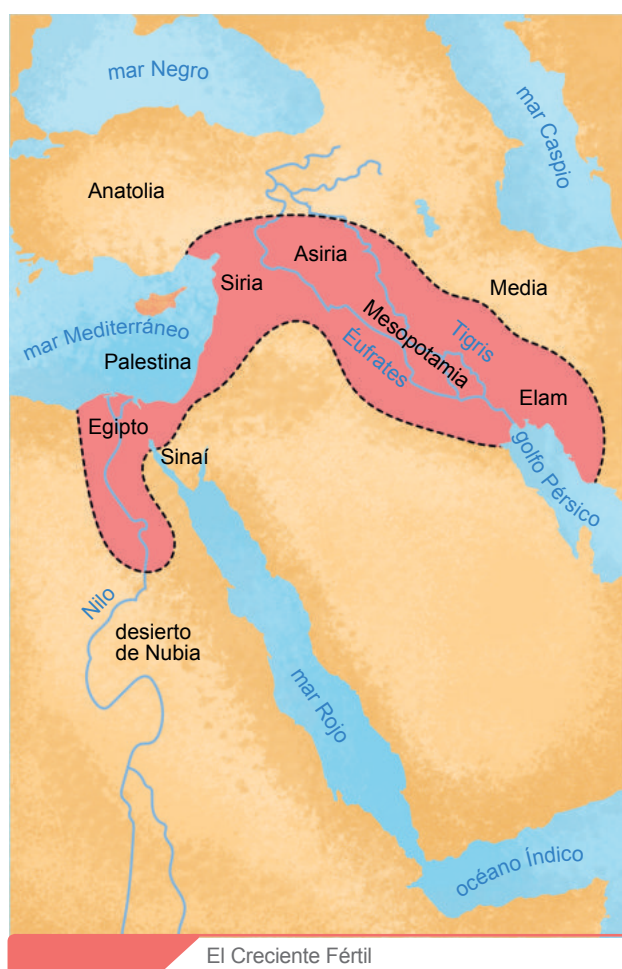 mar Negro
mar Caspio
Anatolia
Asiria
Siria
Media
mar Mediterráneo
Mesopotamia
Tigris
Éufrates
Palestina
Elam
Egipto
Sinaí
golfo Pérsico
Nilo
desierto
de Nubia
mar Rojo
océano Índico
El Creciente Fértil